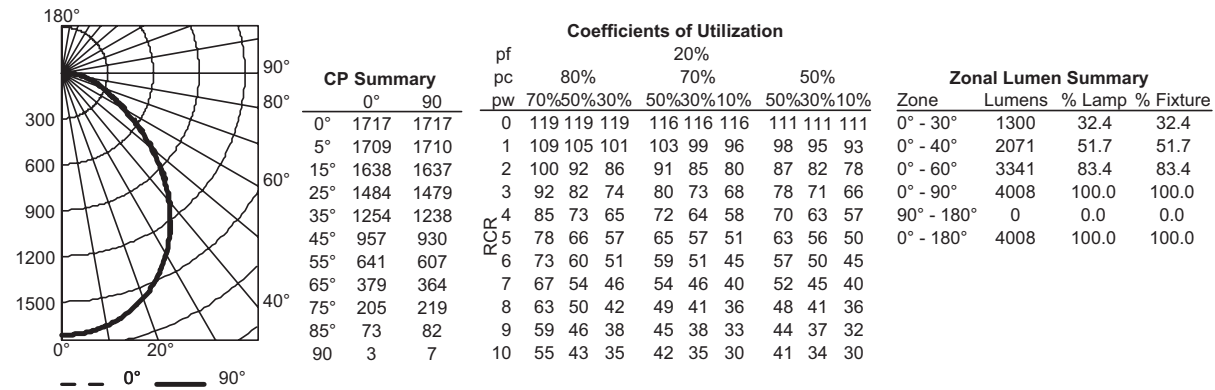 180°
90°
80°
300
600
60°
900
1200
1500
40°
0°
20°
0° 90°
CP Summary
0° 90
0° 1717 1717
5° 1709 1710
15° 1638 1637
25° 1484 1479
35° 1254 1238
45° 957 930
55° 641 607
65° 379 364
75° 205 219
85° 73 82
90 3 7
Coefficients of Utilization
pf 20%
pc 80% 70% 50%
pw 70%50%30% 50%30%10% 50%30%10%
RCR
0 119 119 119 116 116 116 111 111 111
1 109 105 101 103 99 96 98 95 93
2 100 92 86 91 85 80 87 82 78
3 92 82 74 80 73 68 78 71 66
4 85 73 65 72 64 58 70 63 57
5 78 66 57 65 57 51 63 56 50
6 73 60 51 59 51 45 57 50 45
7 67 54 46 54 46 40 52 45 40
8 63 50 42 49 41 36 48 41 36
9 59 46 38 45 38 33 44 37 32
10 55 43 35 42 35 30 41 34 30
Zonal Lumen Summary
Zone Lumens % Lamp % Fixture
0° - 30° 1300 32.4 32.4
0° - 40° 2071 51.7 51.7
0° - 60° 3341 83.4 83.4
0° - 90° 4008 100.0 100.0
90° - 180° 0 0.0 0.0
0° - 180° 4008 100.0 100.0